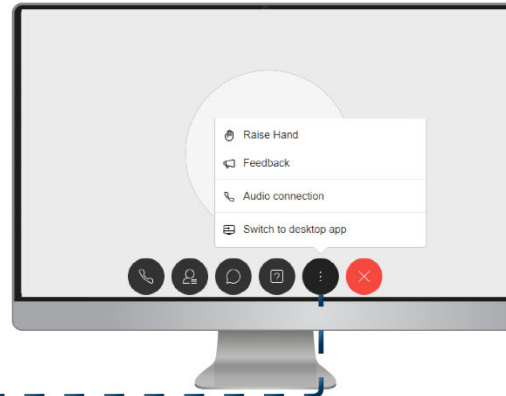 Raise Hand
Feedback
Audio connection
Switch to desktop app